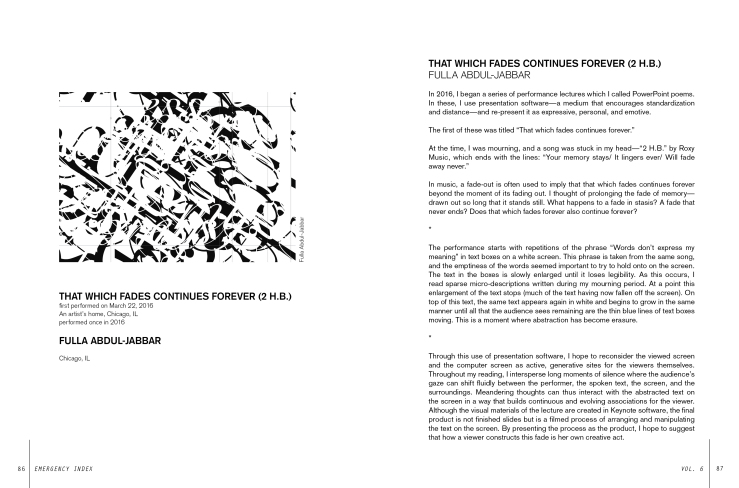 Fulla Abdul-Jabbar
THAT WHICH FADES CONTINUES FOREVER (2 H.B.)
first performed on March 22, 2016
An artist's home, Chicago, IL
performed once in 2016
FULLA ABDUL-JABBAR
Chicago, IL
86 EMERGENCY INDEX
THAT WHICH FADES CONTINUES FOREVER (2 H.B.)
FULLA ABDUL-JABBAR
In 2016, I began a series of performance lectures which I called PowerPoint poems.
In these, I use presentation software—a medium that encourages standardization
and distance—and re-present it as expressive, personal, and emotive.
The first of these was titled “That which fades continues forever.”
At the time, I was mourning, and a song was stuck in my head—“2 H.B.” by Roxy
Music, which ends with the lines: “Your memory stays/ It lingers ever/ Will fade
away never.”
In music, a fade-out is often used to imply that that which fades continues forever
beyond the moment of its fading out. I thought of prolonging the fade of memory—
drawn out so long that it stands still. What happens to a fade in stasis? A fade that
never ends? Does that which fades forever also continue forever?
*
The performance starts with repetitions of the phrase “Words don't express my
meaning” in text boxes on a white screen. This phrase is taken from the same song,
and the emptiness of the words seemed important to try to hold onto on the screen.
The text in the boxes is slowly enlarged until it loses legibility. As this occurs, I
read sparse micro-descriptions written during my mourning period. At a point this
enlargement of the text stops (much of the text having now fallen off the screen). On
top of this text, the same text appears again in white and begins to grow in the same
manner until all that the audience sees remaining are the thin blue lines of text boxes
moving. This is a moment where abstraction has become erasure.
*
Through this use of presentation software, I hope to reconsider the viewed screen
and the computer screen as active, generative sites for the viewers themselves.
Throughout my reading, I intersperse long moments of silence where the audience's
gaze can shift fluidly between the performer, the spoken text, the screen, and the
surroundings. Meandering thoughts can thus interact with the abstracted text on
the screen in a way that builds continuous and evolving associations for the viewer.
Although the visual materials of the lecture are created in Keynote software, the final
product is not finished slides but is a filmed process of arranging and manipulating
the text on the screen. By presenting the process as the product, I hope to suggest
that how a viewer constructs this fade is her own creative act.
VOL. 6 87